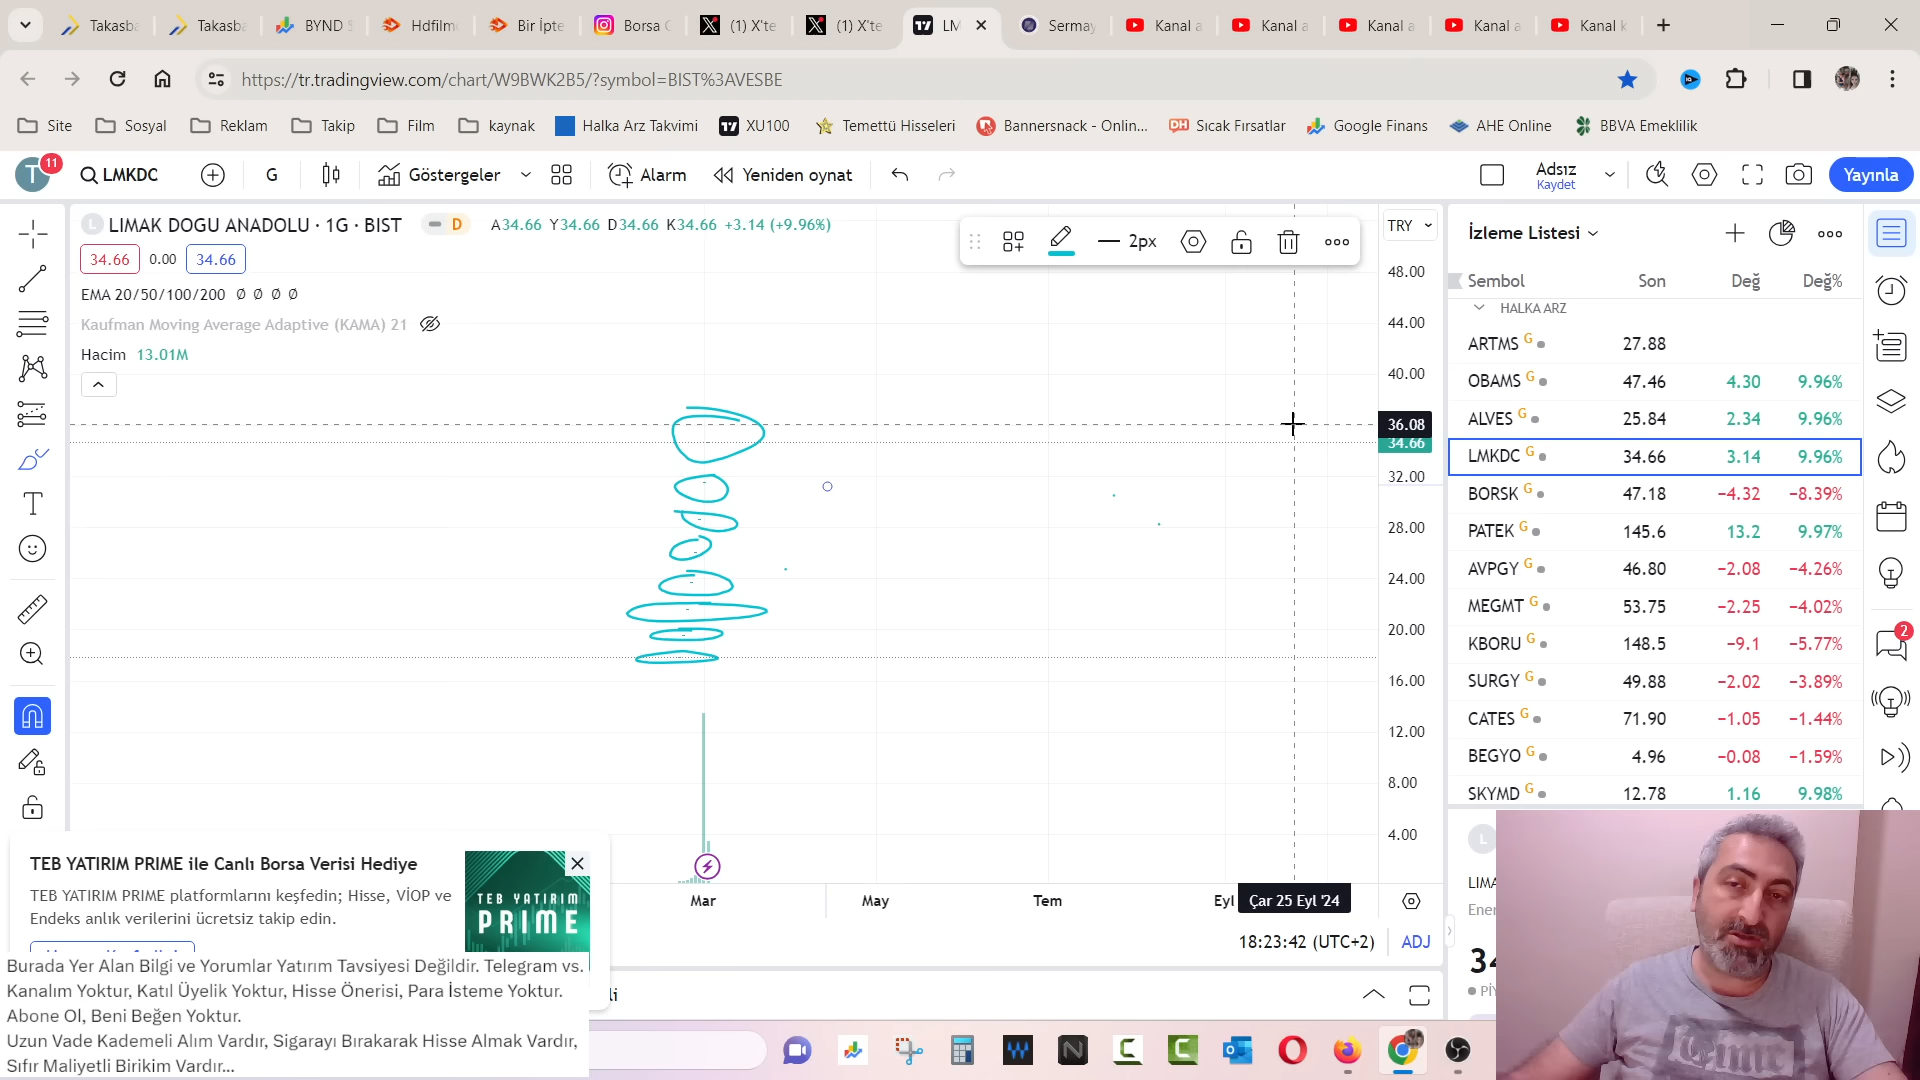 Takasba
Takasba
BYND $
Hdfilm
Bir İpte
Borsa
(1) X'te
(1) X'te
LM
Sermay
Kanal a
Kanal a
Kanal a
Kanal a
Kanal k
https://tr.tradingview.com/chart/W9BWK2B5/?symbol=BIST%3AVESBE
Site
Sosyal
Reklam
Takip
Film
kaynak
Halka Arz Takvimi
XU100
Temettü Hisseleri
Bannersnack - Onlin...
Sıcak Fırsatlar
Google Finans
AHE Online
BBVA Emeklilik
T
11
LMKDC
G
Göstergeler
Alarm
Yeniden oynat
Adsız
Kaydet
Yayınla
L LIMAK DOGU ANADOLU · 1G · BIST
D
A34.66 Y34.66 D34.66 K34.66 +3.14 (+9.96%)
34.66 0.00 34.66
EMA 20/50/100/200 Ø Ø Ø Ø
Kaufman Moving Average Adaptive (KAMA) 21
Hacim 13.01M
2px
TRY
48.00
44.00
40.00
36.08
34.66
32.00
28.00
24.00
20.00
16.00
12.00
8.00
4.00
Mar
May
Tem
Eyl
Çar 25 Eyl '24
18:23:42 (UTC+2)
ADJ
İzleme Listesi
Sembol Son Değ Değ%
HALKA ARZ
ARTMS G 27.88
OBAMS G 47.46 4.30 9.96%
ALVES G 25.84 2.34 9.96%
LMKDC G 34.66 3.14 9.96%
BORSK G 47.18 −4.32 −8.39%
PATEK G 145.6 13.2 9.97%
AVPGY G 46.80 −2.08 −4.26%
MEGMT G 53.75 −2.25 −4.02%
KBORU G 148.5 −9.1 −5.77%
SURGY G 49.88 −2.02 −3.89%
CATES G 71.90 −1.05 −1.44%
BEGYO G 4.96 −0.08 −1.59%
SKYMD G 12.78 1.16 9.98%
2
L
LIMA
Ener
34
PİY
TEB YATIRIM PRIME ile Canlı Borsa Verisi Hediye
TEB YATIRIM PRIME platformlarını keşfedin; Hisse, VİOP ve
Endeks anlık verilerini ücretsiz takip edin.
TEB YATIRIM
PRIME
Burada Yer Alan Bilgi ve Yorumlar Yatırım Tavsiyesi Değildir. Telegram vs.
Kanalım Yoktur, Katıl Üyelik Yoktur, Hisse Önerisi, Para İsteme Yoktur.
Abone Ol, Beni Beğen Yoktur.
Uzun Vade Kademeli Alım Vardır, Sigarayı Bırakarak Hisse Almak Vardır,
Sıfır Maliyetli Birikim Vardır...